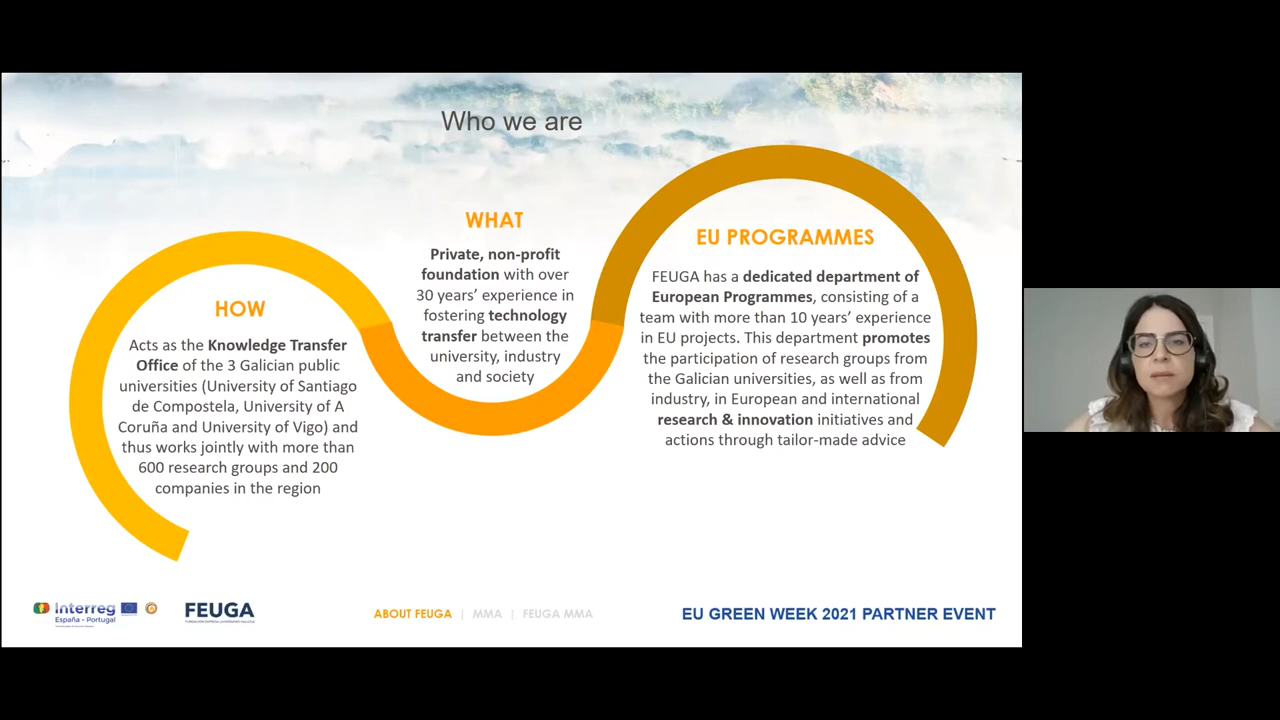 Who we are
HOW
Acts as the Knowledge Transfer
Office of the 3 Galician public
universities (University of Santiago
de Compostela, University of A
Coruña and University of Vigo) and
thus works jointly with more than
600 research groups and 200
companies in the region
WHAT
Private, non-profit
foundation with over
30 years' experience in
fostering technology
transfer between the
university, industry
and society
EU PROGRAMMES
FEUGA has a dedicated department of
European Programmes, consisting of a
team with more than 10 years' experience
in EU projects. This department promotes
the participation of research groups from
the Galician universities, as well as from
industry, in European and international
research & innovation initiatives and
actions through tailor-made advice
Interreg
España - Portugal
FEUGA
ABOUT FEUGA | MMA | FEUGA MMA
EU GREEN WEEK 2021 PARTNER EVENT